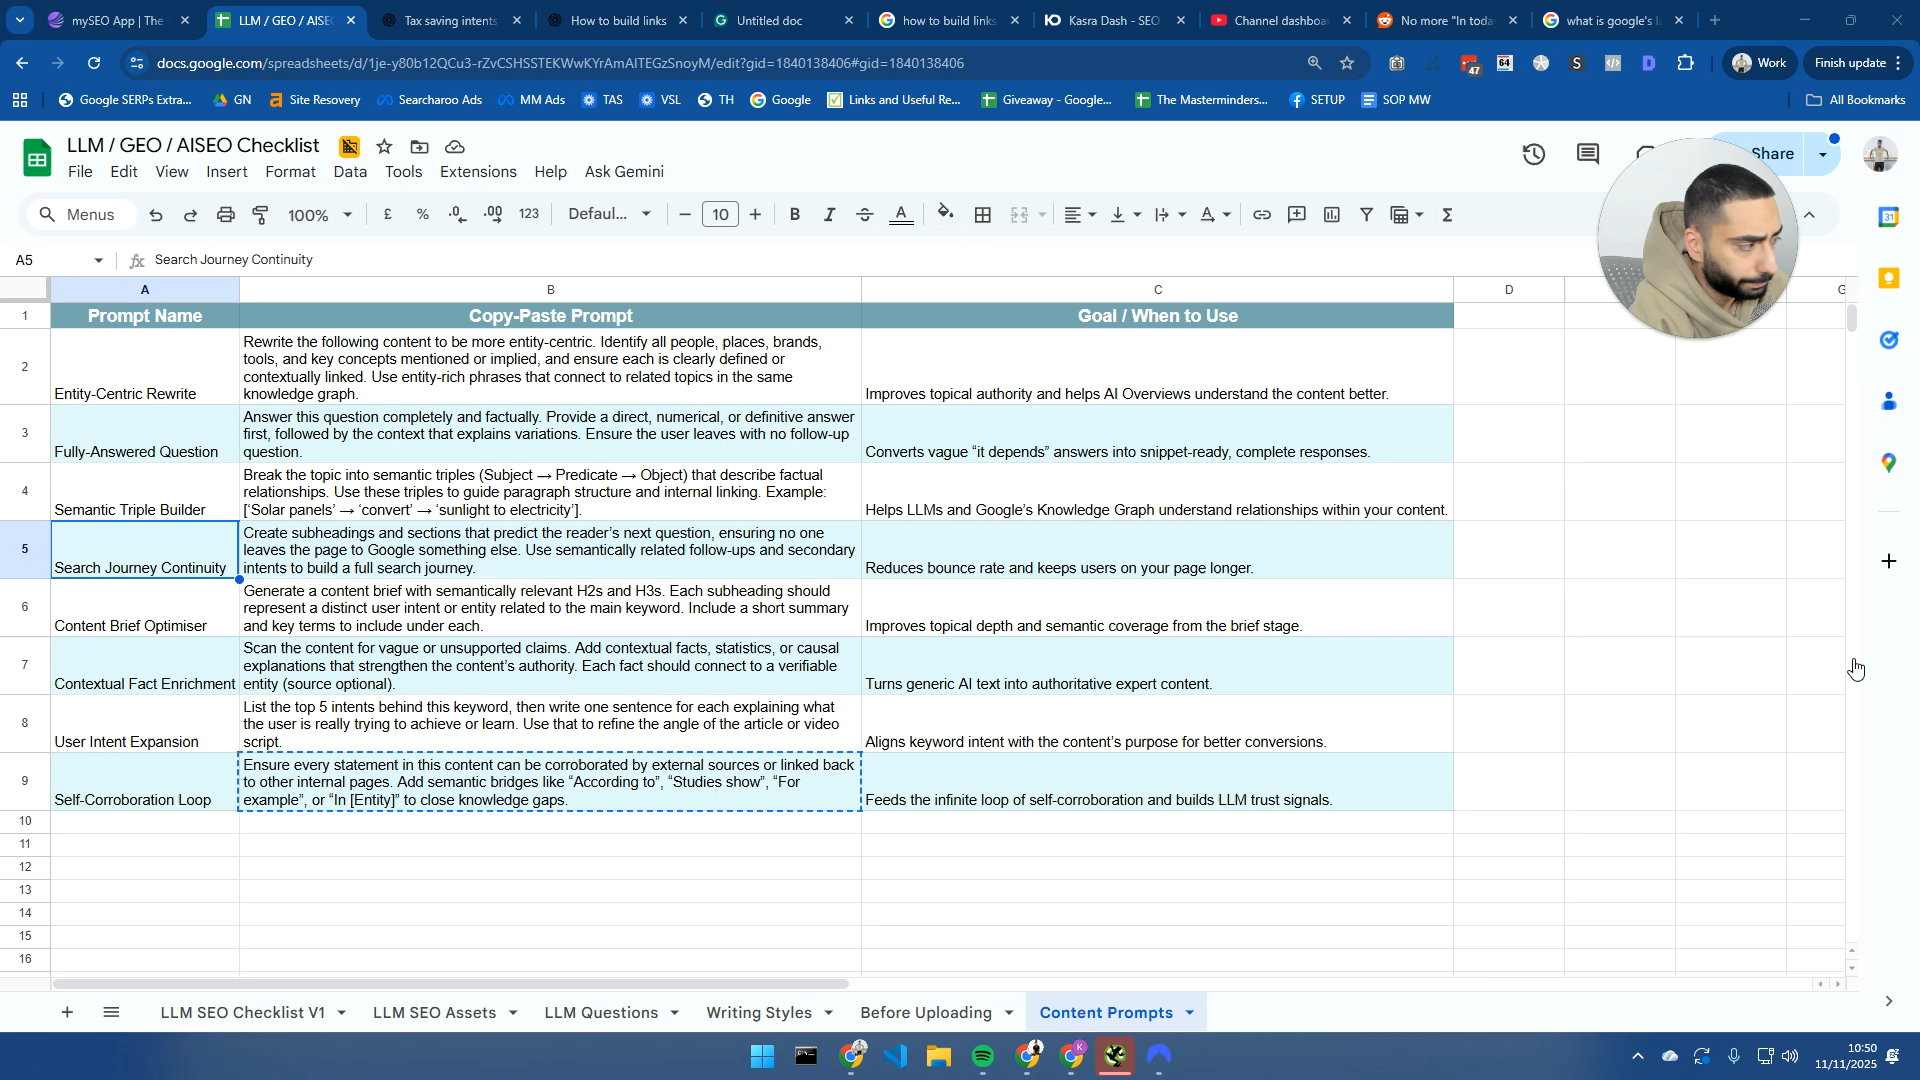 mySEO App | The
LLM / GEO / AISE
Tax saving intents
How to build links
Untitled doc
how to build links
Kasra Dash - SEO
Channel dashboa
No more "In toda
what is google's l
docs.google.com/spreadsheets/d/1je-y80b12QCu3-rZvCSHSSTEKWwKYrAmAITEGzSnoyM/edit?gid=1840138406#gid=1840138406
47
64
S
Work
Finish update
Google SERPs Extra...
GN
Site Resovery
Searcharoo Ads
MM Ads
TAS
VSL
TH
Google
Links and Useful Re...
Giveaway - Google...
The Masterminders...
SETUP
SOP MW
All Bookmarks
LLM / GEO / AISEO Checklist
Share
File Edit View Insert Format Data Tools Extensions Help Ask Gemini
Menus
100%
£ % .0 .00 123
Defaul...
10
B I A
A5
fx Search Journey Continuity
A B C D G
1 Prompt Name Copy-Paste Prompt Goal / When to Use
Rewrite the following content to be more entity-centric. Identify all people, places, brands,
tools, and key concepts mentioned or implied, and ensure each is clearly defined or
2 contextually linked. Use entity-rich phrases that connect to related topics in the same
Entity-Centric Rewrite knowledge graph. Improves topical authority and helps AI Overviews understand the content better.
Answer this question completely and factually. Provide a direct, numerical, or definitive answer
3 first, followed by the context that explains variations. Ensure the user leaves with no follow-up
Fully-Answered Question question. Converts vague “it depends” answers into snippet-ready, complete responses.
Break the topic into semantic triples (Subject → Predicate → Object) that describe factual
4 relationships. Use these triples to guide paragraph structure and internal linking. Example:
Semantic Triple Builder [‘Solar panels’ → ‘convert’ → ‘sunlight to electricity’]. Helps LLMs and Google’s Knowledge Graph understand relationships within your content.
Create subheadings and sections that predict the reader’s next question, ensuring no one
5 leaves the page to Google something else. Use semantically related follow-ups and secondary
Search Journey Continuity intents to build a full search journey. Reduces bounce rate and keeps users on your page longer.
Generate a content brief with semantically relevant H2s and H3s. Each subheading should
6 represent a distinct user intent or entity related to the main keyword. Include a short summary
Content Brief Optimiser and key terms to include under each. Improves topical depth and semantic coverage from the brief stage.
Scan the content for vague or unsupported claims. Add contextual facts, statistics, or causal
7 explanations that strengthen the content’s authority. Each fact should connect to a verifiable
Contextual Fact Enrichment entity (source optional). Turns generic AI text into authoritative expert content.
List the top 5 intents behind this keyword, then write one sentence for each explaining what
8 the user is really trying to achieve or learn. Use that to refine the angle of the article or video
User Intent Expansion script. Aligns keyword intent with the content’s purpose for better conversions.
Ensure every statement in this content can be corroborated by external sources or linked back
9 to other internal pages. Add semantic bridges like “According to”, “Studies show”, “For
Self-Corroboration Loop example”, or “In [Entity]” to close knowledge gaps. Feeds the infinite loop of self-corroboration and builds LLM trust signals.
10
11
12
13
14
15
16
31
LLM SEO Checklist V1
LLM SEO Assets
LLM Questions
Writing Styles
Before Uploading
Content Prompts
K
10:50
11/11/2025